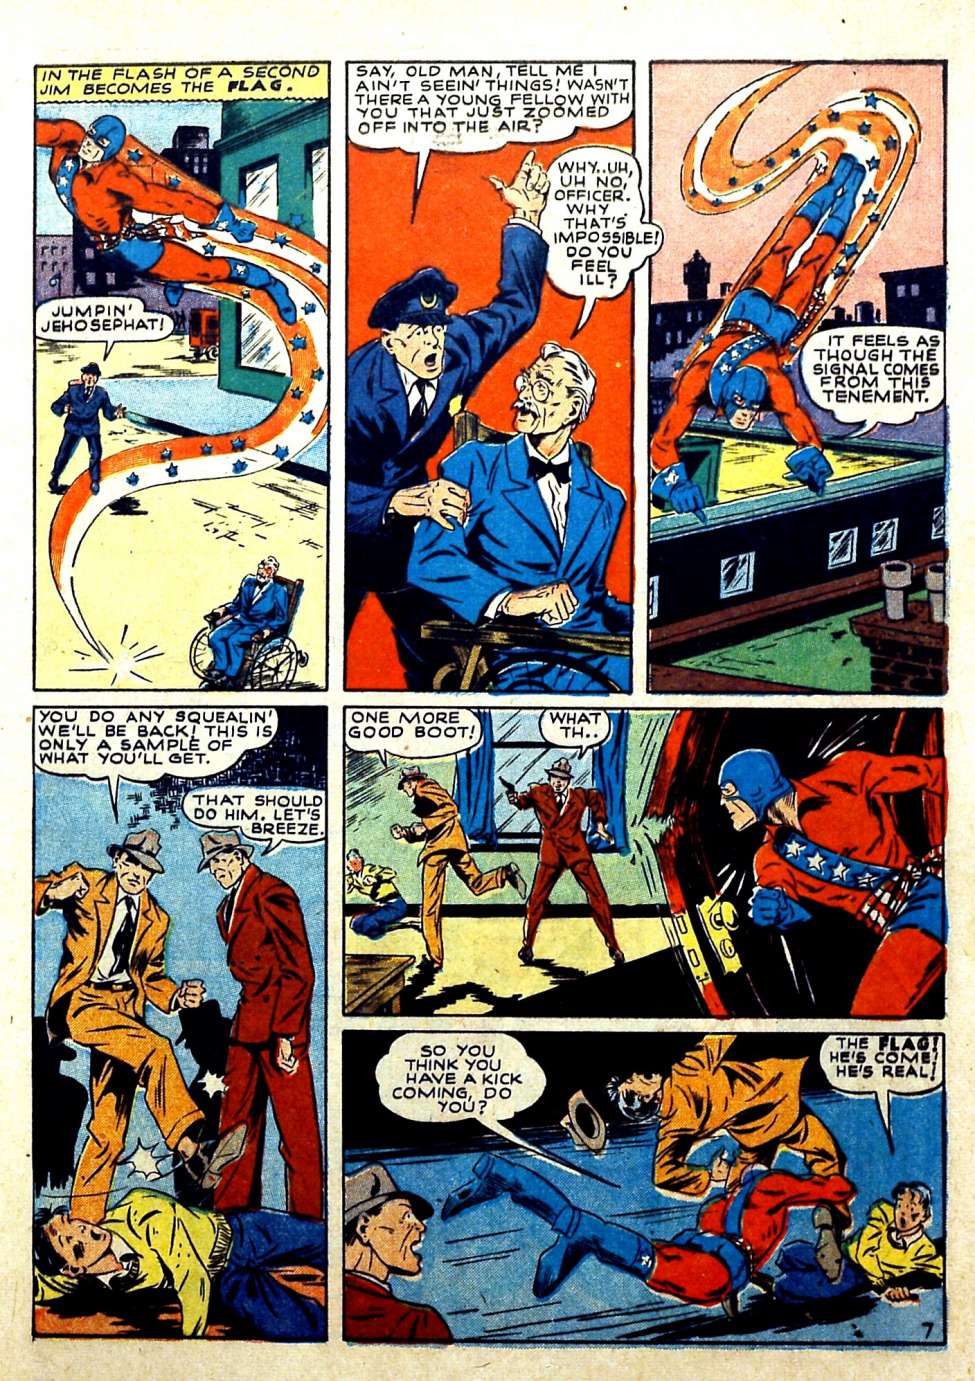 IN THE FLASH OF A SECOND
JIM BECOMES THE FLAG.
JUMPIN'
JEHOSEPHAT!
SAY, OLD MAN, TELL ME I
AIN'T SEEIN' THINGS! WASN'T
THERE A YOUNG FELLOW WITH
YOU THAT JUST ZOOMED
OFF INTO THE AIR?
WHY..UH,
UH NO,
OFFICER.
WHY
THAT'S
IMPOSSIBLE!
DO YOU
FEEL
ILL?
IT FEELS AS
THOUGH THE
SIGNAL COMES
FROM THIS
TENEMENT.
YOU DO ANY SQUEALIN'
WE'LL BE BACK! THIS IS
ONLY A SAMPLE OF
WHAT YOU'LL GET.
THAT SHOULD
DO HIM. LET'S
BREEZE.
ONE MORE
GOOD BOOT!
WHAT
TH..
SO YOU
THINK YOU
HAVE A KICK
COMING, DO
YOU?
THE FLAG!
HE'S COME!
HE'S REAL!
7